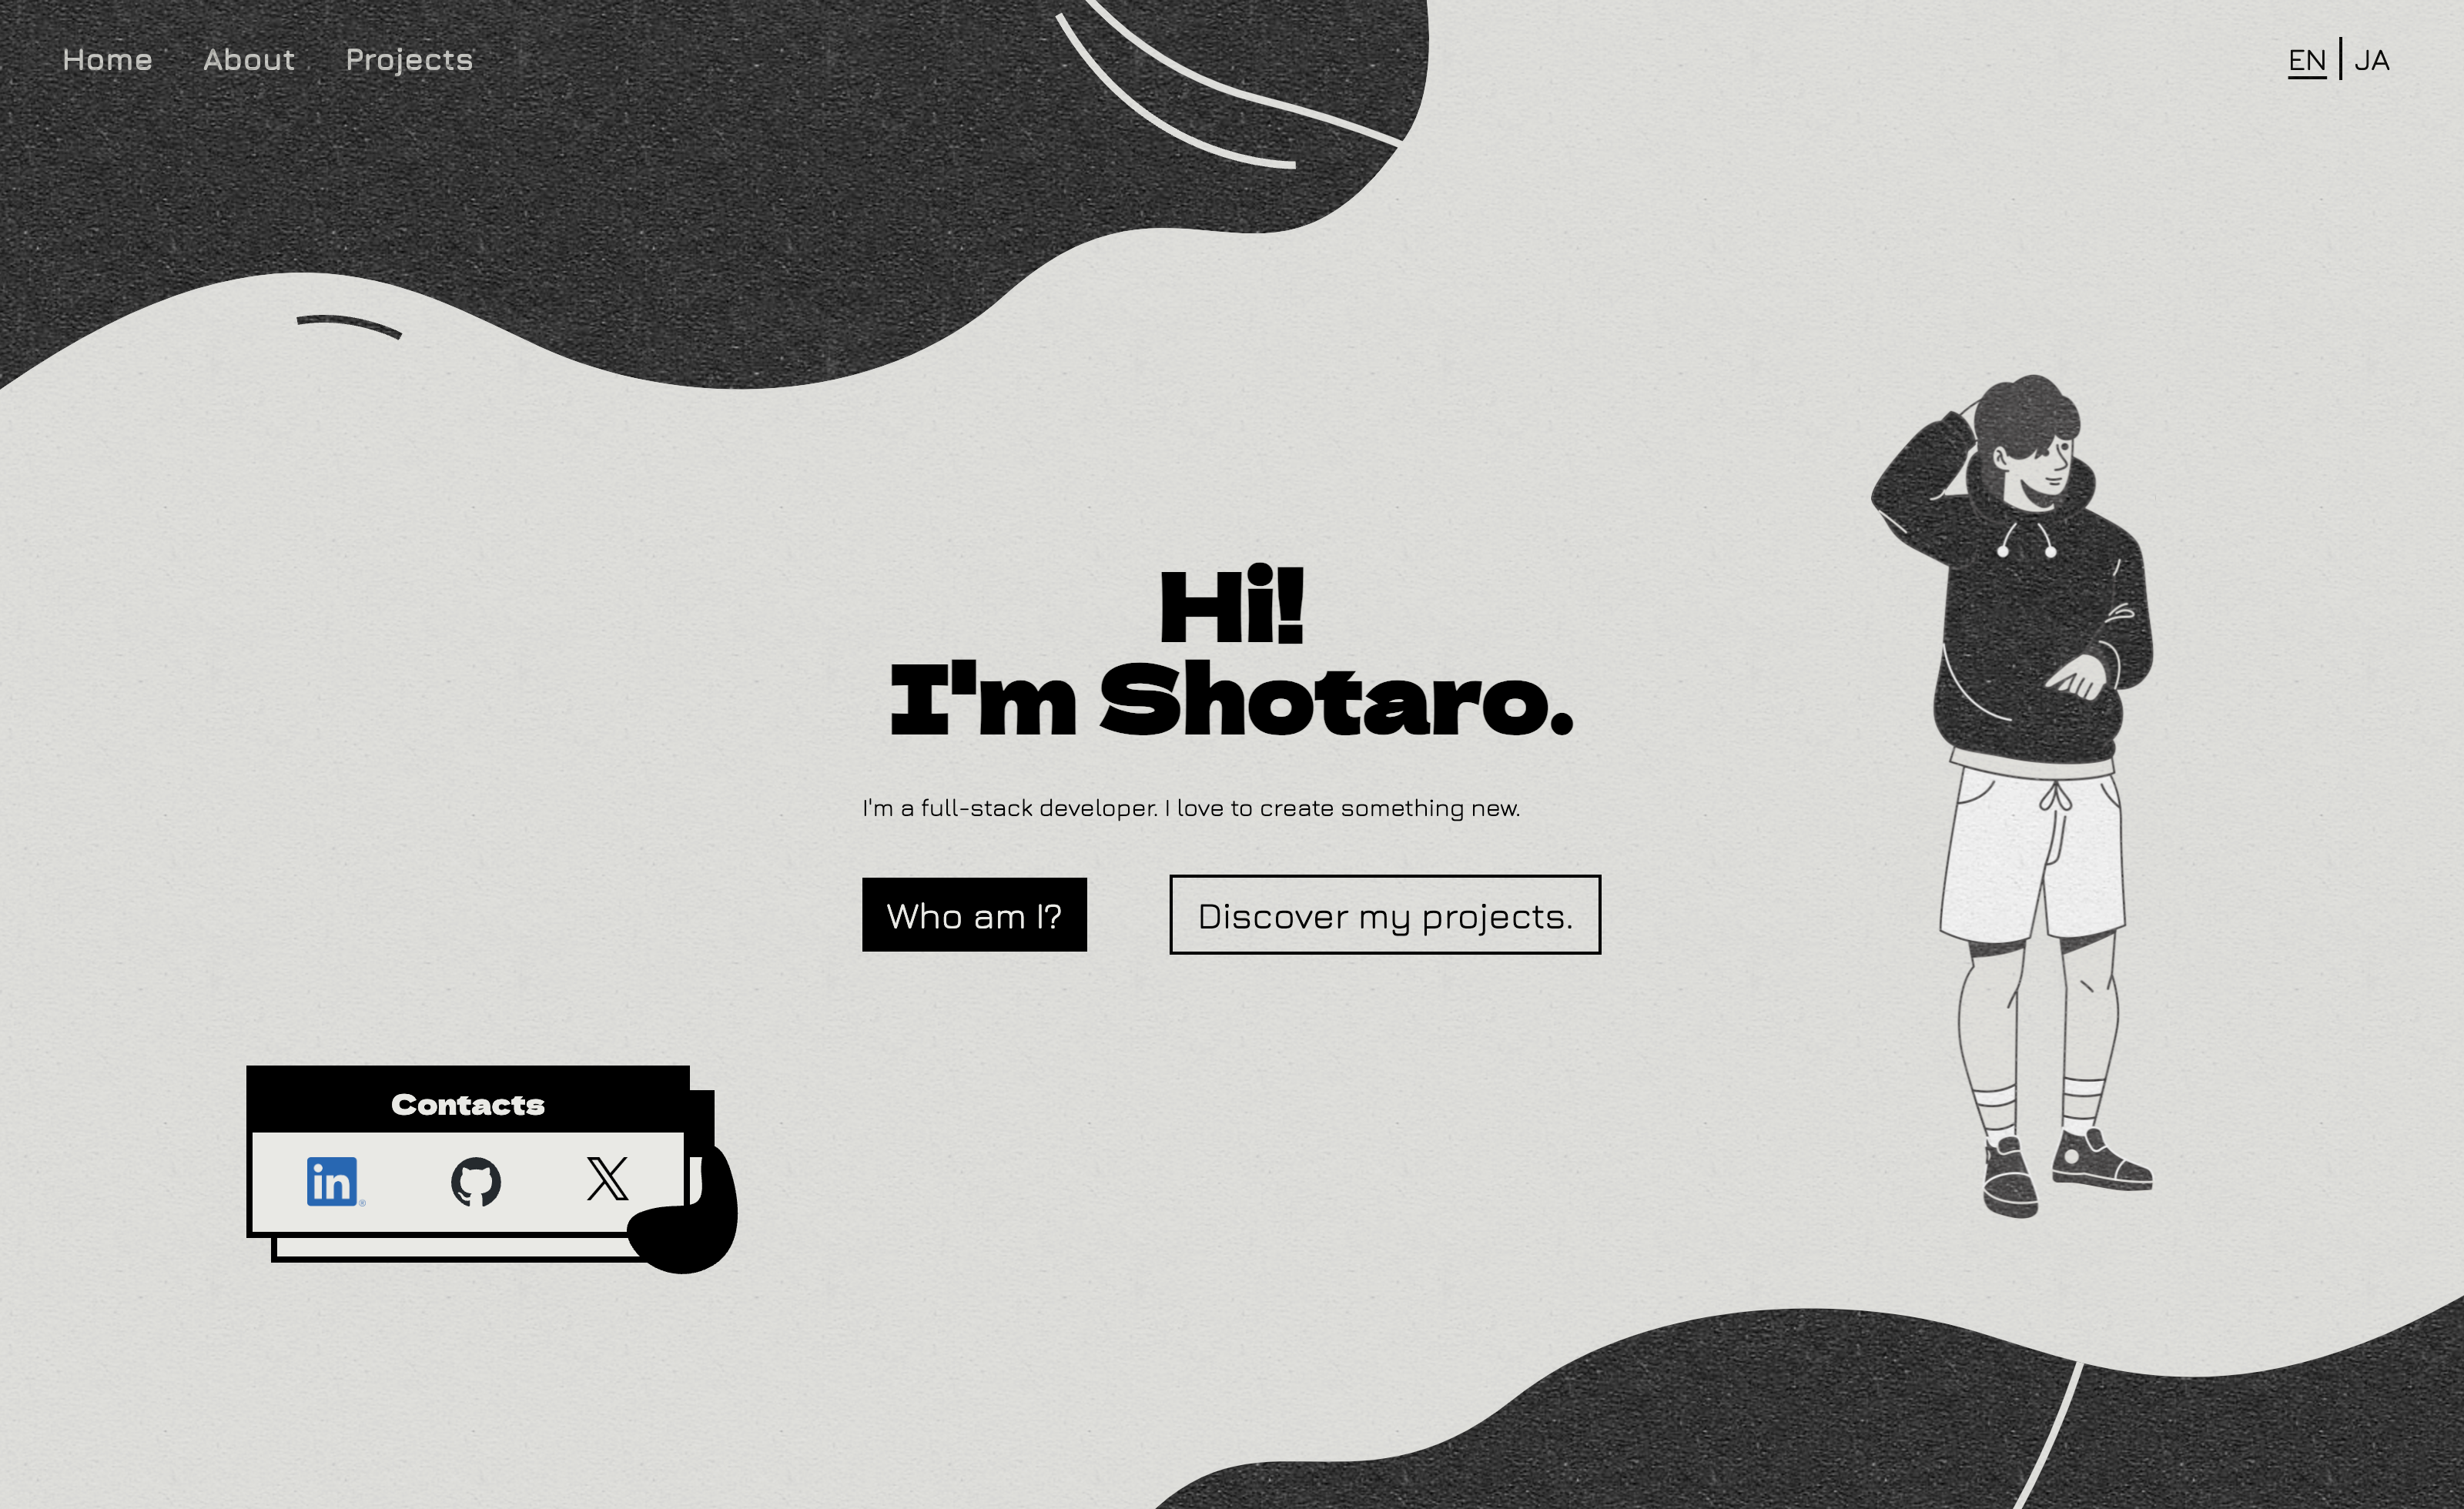 Home About Projects
EN JA
Hi!
I'm Shotaro.
I'm a full-stack developer. I love to create something new.
Who am I? Discover my projects.
Contacts
in ®